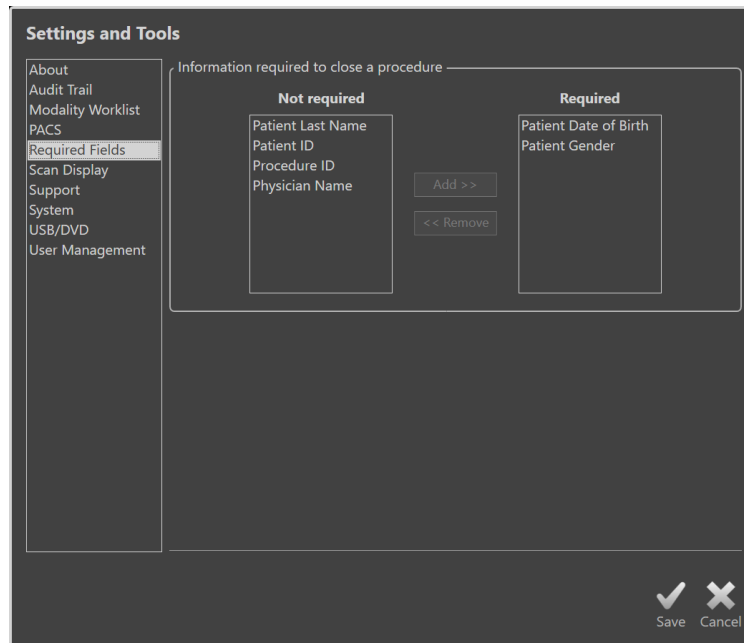 Settings and Tools
About
Audit Trail
Modality Worklist
PACS
Required Fields
Scan Display
Support
System
USB/DVD
User Management
Information required to close a procedure
Not required
Patient Last Name
Patient ID
Procedure ID
Physician Name
Add >>
<< Remove
Required
Patient Date of Birth
Patient Gender
Save
Cancel